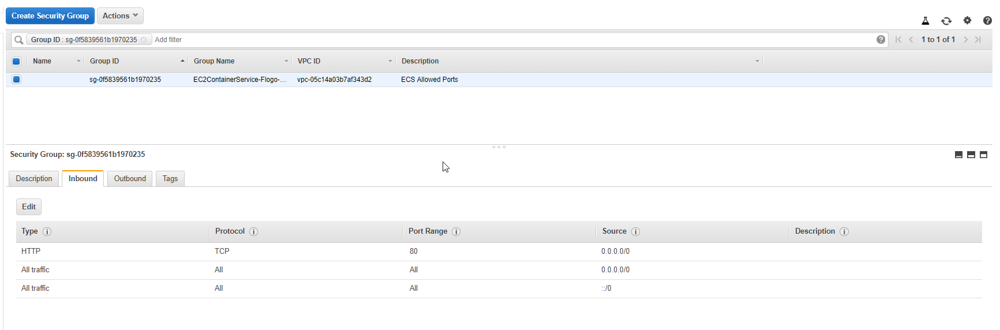 Create Security Group Actions
Group ID : sg-0f5839561b1970235 Add filter 1 to 1 of 1
Name Group ID Group Name VPC ID Description
sg-0f5839561b1970235 EC2ContainerService-Flogo-... vpc-05c14a03b7af343d2 ECS Allowed Ports
Security Group: sg-0f5839561b1970235
Description Inbound Outbound Tags
Edit
Type Protocol Port Range Source Description
HTTP TCP 80 0.0.0.0/0
All traffic All All 0.0.0.0/0
All traffic All All ::/0